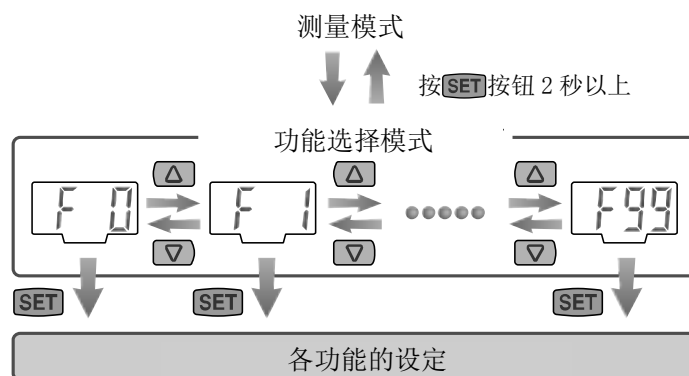 测量模式
按SET按钮2秒以上
功能选择模式
F 0 F 1 F99
SET SET SET
各功能的设定